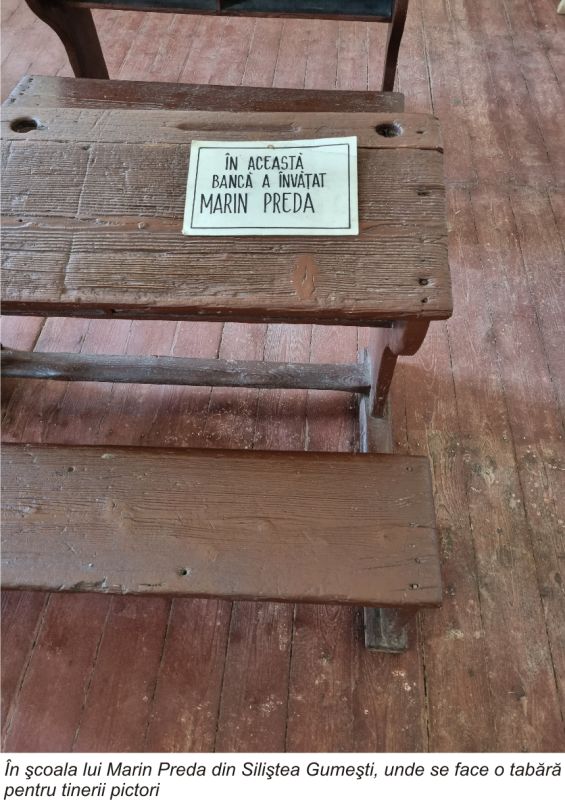 ÎN ACEASTĂ
BANCĂ A ÎNVĂȚAT
MARIN PREDA
În şcoala lui Marin Preda din Siliştea Gumeşti, unde se face o tabără
pentru tinerii pictori